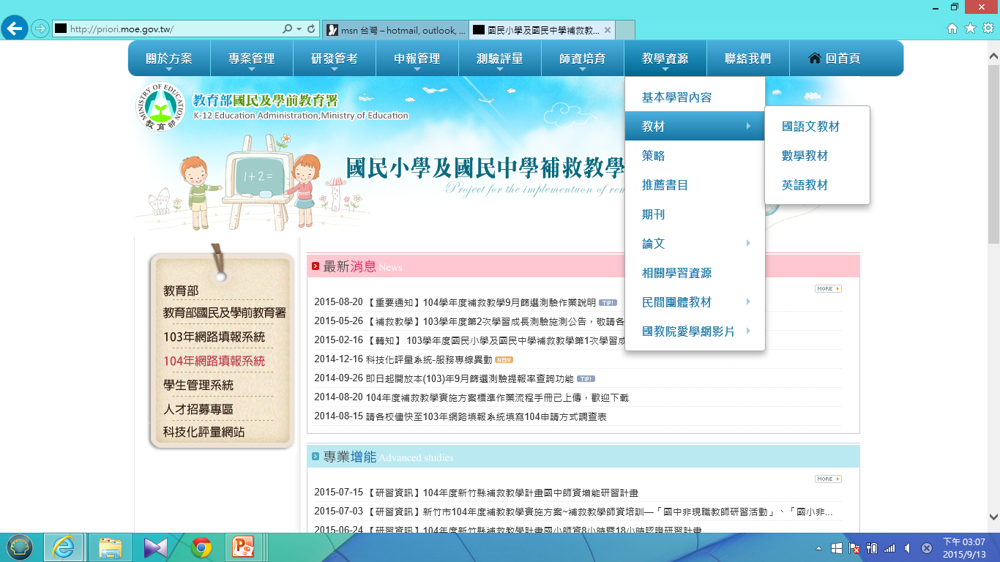 http://priori.moe.gov.tw/
msn 台灣 – hotmail, outlook, ...
國民小學及國民中學補救教...
關於方案 專案管理 研發管考 申報管理 測驗評量 師資培育 教學資源 聯絡我們 回首頁
MINISTRY OF EDUCATION
教育部
教育部國民及學前教育署
K-12 Education Administration,Ministry of Education
1+2=
國民小學及國民中學補救教學
Project for the implementuon of rem
基本學習內容
教材
策略
推薦書目
期刊
論文
相關學習資源
民間團體教材
國教院愛學網影片
國語文教材
數學教材
英語教材
教育部
教育部國民及學前教育署
103年網路填報系統
104年網路填報系統
學生管理系統
人才招募專區
科技化評量網站
最新消息 News
MORE
2015-08-20 【重要通知】104學年度補救教學9月篩選測驗作業說明 TIP!
2015-05-26 【補救教學】103學年度第2次學習成長測驗施測公告，敬請各
2015-02-16 【轉知】 103學年度國民小學及國民中學補救教學第1次學習成
2014-12-16 科技化評量系統-服務專線異動 NEW
2014-09-26 即日起開放本(103)年9月篩選測驗提報率查詢功能 TIP!
2014-08-20 104年度補救教學實施方案標準作業流程手冊已上傳，歡迎下載
2014-08-15 請各校儘快至103年網路填報系統填寫104申請方式調查表
專業增能 Advanced studies
MORE
2015-07-15 【研習資訊】104年度新竹縣補救教學計畫國中師資增能研習計畫
2015-07-03 【研習資訊】新竹市104年度補教教學實施方案~補救教學師資培訓—「國中非現職教師研習活動」、「國小非...
2015-06-24 【研習資訊】104年度新竹縣補救教學計畫國小師資8小時暨18小時認證研習計畫
下午 03:07
2015/9/13